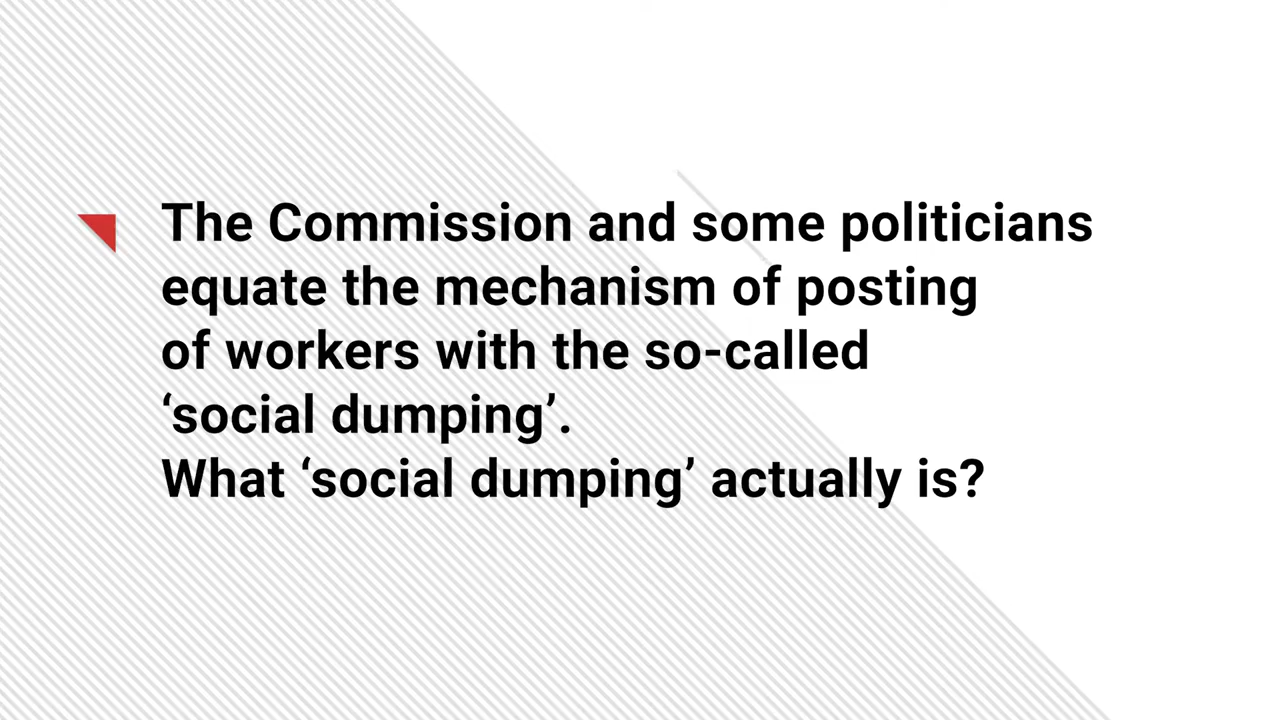 The Commission and some politicians
equate the mechanism of posting
of workers with the so-called
‘social dumping’.
What ‘social dumping’ actually is?